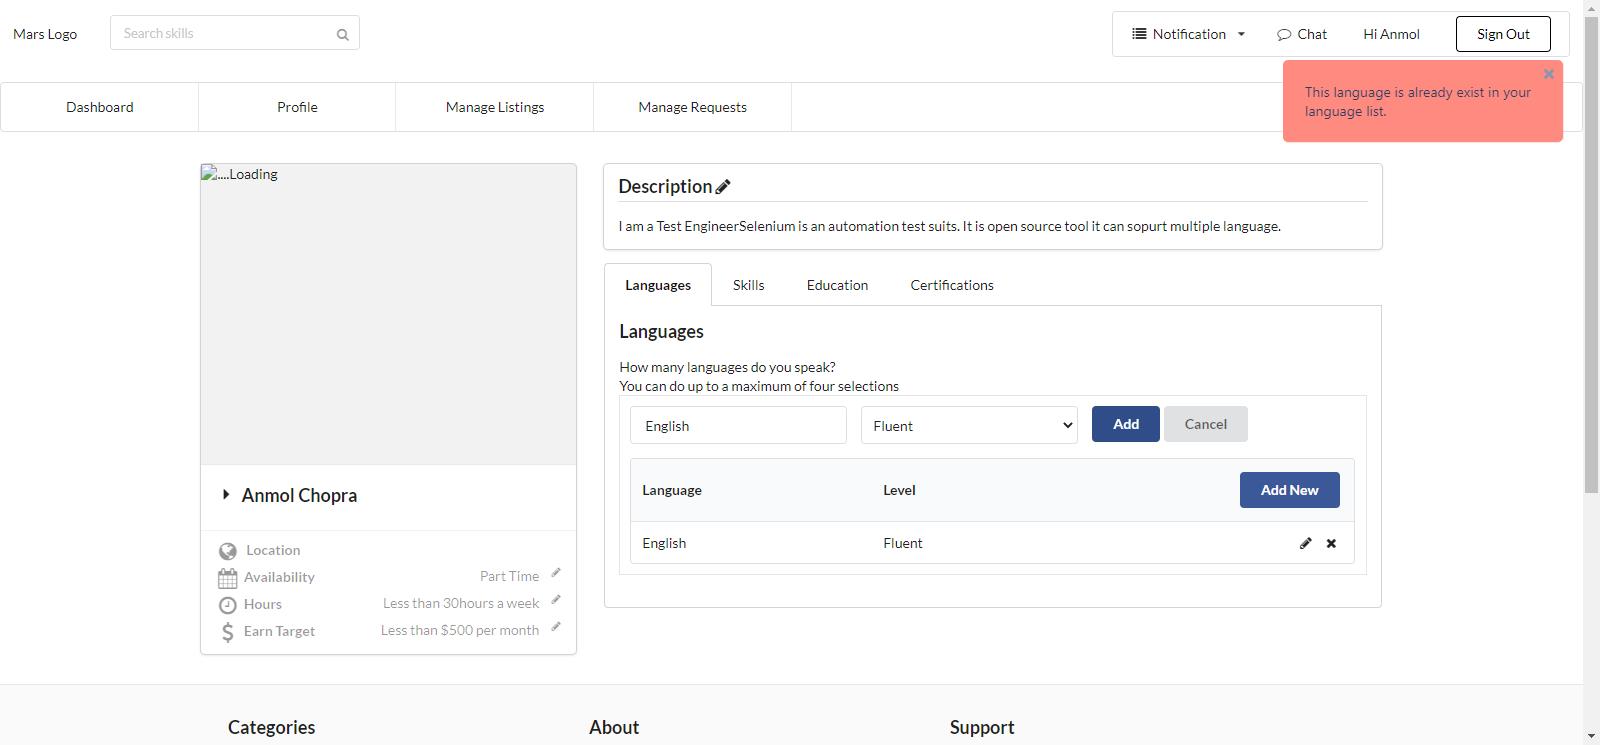 Mars Logo
Search skills
Notification
Chat
Hi Anmol
Sign Out
This language is already exist in your
language list.
Dashboard
Profile
Manage Listings
Manage Requests
....Loading
Anmol Chopra
Location
Availability
Part Time
Hours
Less than 30hours a week
Earn Target
Less than $500 per month
Description
I am a Test EngineerSelenium is an automation test suits. It is open source tool it can sopurt multiple language.
Languages
Skills
Education
Certifications
Languages
How many languages do you speak?
You can do up to a maximum of four selections
English
Fluent
Add
Cancel
Language
Level
Add New
English
Fluent
Categories
About
Support